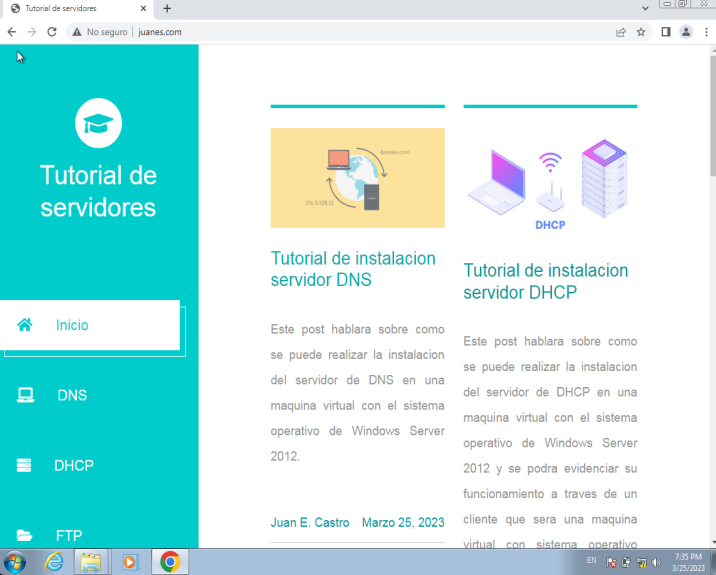 Tutorial de servidores
No seguro
juanes.com
Tutorial de
servidores
Inicio
DNS
DHCP
FTP
domain.com
216.3.128.12
Tutorial de instalacion
servidor DNS
Este post hablara sobre como
se puede realizar la instalacion
del servidor de DNS en una
maquina virtual con el sistema
operativo de Windows Server
2012.
Juan E. Castro Marzo 25, 2023
DHCP
Tutorial de instalacion
servidor DHCP
Este post hablara sobre como
se puede realizar la instalacion
del servidor de DHCP en una
maquina virtual con el sistema
operativo de Windows Server
2012 y se podra evidenciar su
funcionamiento a traves de un
cliente que sera una maquina
virtual con sistema operativo
EN
7:35 PM
3/25/2023